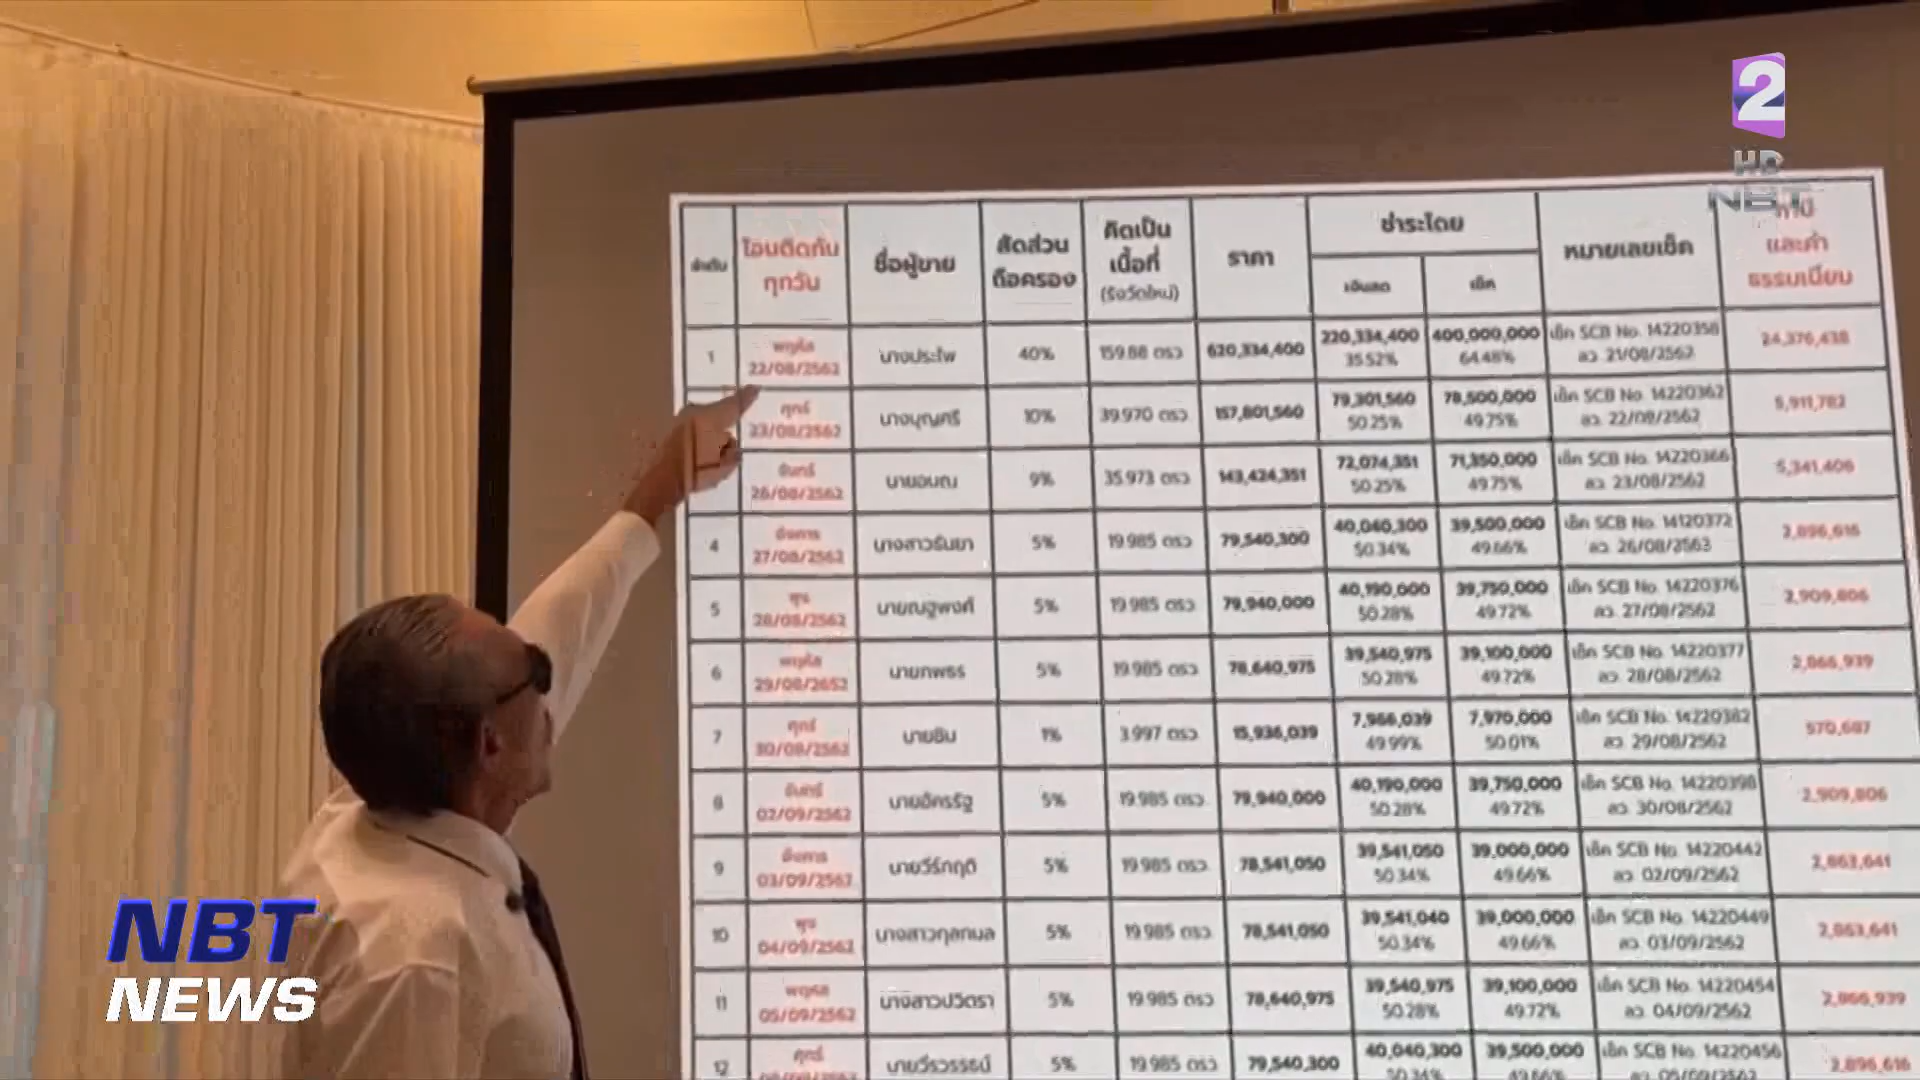 2
HD
NBT
ลำดับ
โอนติดกัน
ทุกวัน
ชื่อผู้ขาย
สัดส่วน
ถือครอง
คิดเป็น
เนื้อที่
(รังวัดใหม่)
ราคา
ชำระโดย
เงินสด
เช็ค
หมายเลขเช็ค
และค่า
ธรรมเนียม
1 พฤหัส 22/08/2562 นางประไพ 40% 159.88 ตรว 620,334,400 220,334,400 35.52% 400,000,000 64.48% เช็ค SCB No. 14220358 ลว. 21/08/2562 24,376,438
ศุกร์ 23/08/2562 นางบุญศรี 10% 39.970 ตรว 157,801,560 79,301,560 50.25% 78,500,000 49.75% เช็ค SCB No. 14220362 ลว. 22/08/2562 5,911,782
จันทร์ 26/08/2562 นายอนณ 9% 35.973 ตรว 143,424,351 72,074,351 50.25% 71,350,000 49.75% เช็ค SCB No. 14220366 ลว. 23/08/2562 5,341,406
4 อังคาร 27/08/2562 นางสาวธันยา 5% 19.985 ตรว 79,540,300 40,040,300 50.34% 39,500,000 49.66% เช็ค SCB No. 14120372 ลว. 26/08/2563 2,896,616
5 พุธ 28/08/2562 นายณฐพงศ์ 5% 19.985 ตรว 79,940,000 40,190,600 50.28% 39,750,000 49.72% เช็ค SCB No. 14220376 ลว. 27/08/2562 2,909,806
6 พฤหัส 29/08/2652 นายกพธร 5% 19.985 ตรว 78,640,975 39,540,975 50.28% 39,100,000 49.72% เช็ค SCB No. 14220377 ลว. 28/08/2562 2,866,939
7 ศุกร์ 30/08/2562 นายชิน 1% 3.997 ตรว 15,936,039 7,966,039 49.99% 7,970,000 50.01% เช็ค SCB No. 14220382 ลว. 29/08/2562 570,687
8 จันทร์ 02/09/2562 นายอัครรัฐ 5% 19.985 ตรว 79,940,000 40,190,000 50.28% 39,750,000 49.72% เช็ค SCB No. 14220398 ลว. 30/08/2562 2,909,806
9 อังคาร 03/09/2562 นายวีร์กฤติ 5% 19.985 ตรว. 78,541,050 39,541,050 50.34% 39,000,000 49.66% เช็ค SCB No. 14220442 ลว. 02/09/2562 2,863,641
10 พุธ 04/09/2562 นางสาวกุลกมล 5% 19.985 ตรว 78,541,050 39,541,040 50.34% 39,000,000 49.66% เช็ค SCB No. 14220449 ลว. 03/09/2562 2,863,641
11 พฤหัส 05/09/2562 นางสาวปวิตรา 5% 19.985 ตรว 78,640,975 39,540,975 50.28% 39,100,000 49.72% เช็ค SCB No. 14220454 ลว. 04/09/2562 2,866,939
12 ศุกร์ นายวีรวรรธน์ 5% 19.985 ตรว 79,540,300 40,040,300 50.34% 39,500,000 49.66% เช็ค SCB No. 14220456 ลว. 05/09/2562 2,896,616
NBT
NEWS